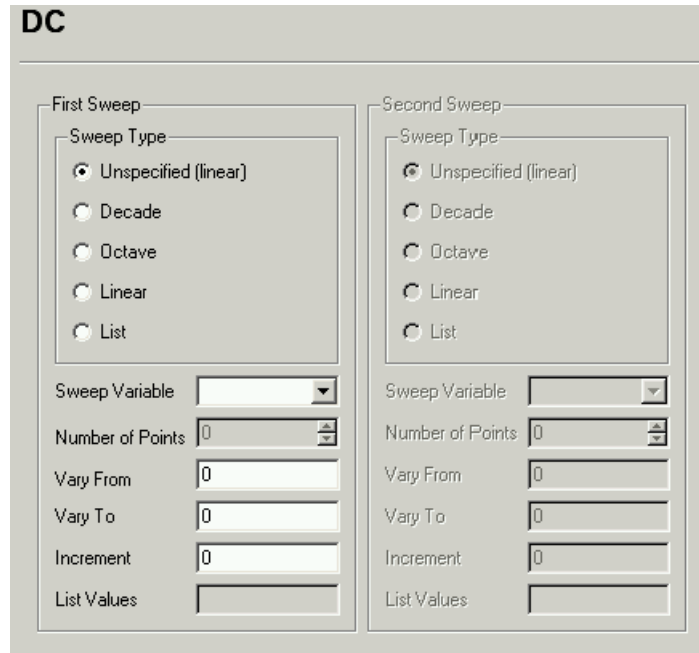 DC
First Sweep
Sweep Type
Unspecified (linear)
Decade
Octave
Linear
List
Sweep Variable
Number of Points 0
Vary From 0
Vary To 0
Increment 0
List Values
Second Sweep
Sweep Type
Unspecified (linear)
Decade
Octave
Linear
List
Sweep Variable
Number of Points 0
Vary From 0
Vary To 0
Increment 0
List Values